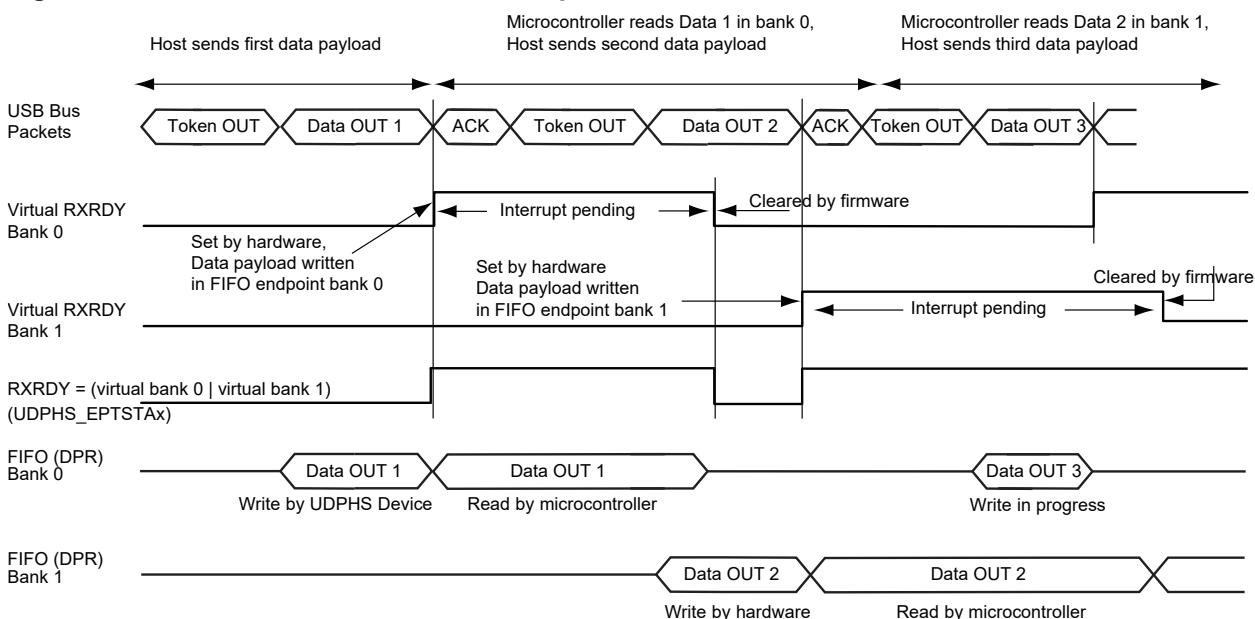 Host sends first data payload
Microcontroller reads Data 1 in bank 0,
Host sends second data payload
Microcontroller reads Data 2 in bank 1,
Host sends third data payload
USB Bus
Packets
Token OUT
Data OUT 1
ACK
Token OUT
Data OUT 2
ACK
Token OUT
Data OUT 3
Virtual RXRDY
Bank 0
Interrupt pending
Cleared by firmware
Set by hardware,
Data payload written
in FIFO endpoint bank 0
Set by hardware
Data payload written
in FIFO endpoint bank 1
Cleared by firmware
Virtual RXRDY
Bank 1
Interrupt pending
RXRDY = (virtual bank 0 | virtual bank 1)
(UDPHS_EPTSTAx)
FIFO (DPR)
Bank 0
Data OUT 1
Data OUT 1
Data OUT 3
Write by UDPHS Device
Read by microcontroller
Write in progress
FIFO (DPR)
Bank 1
Data OUT 2
Data OUT 2
Write by hardware
Read by microcontroller